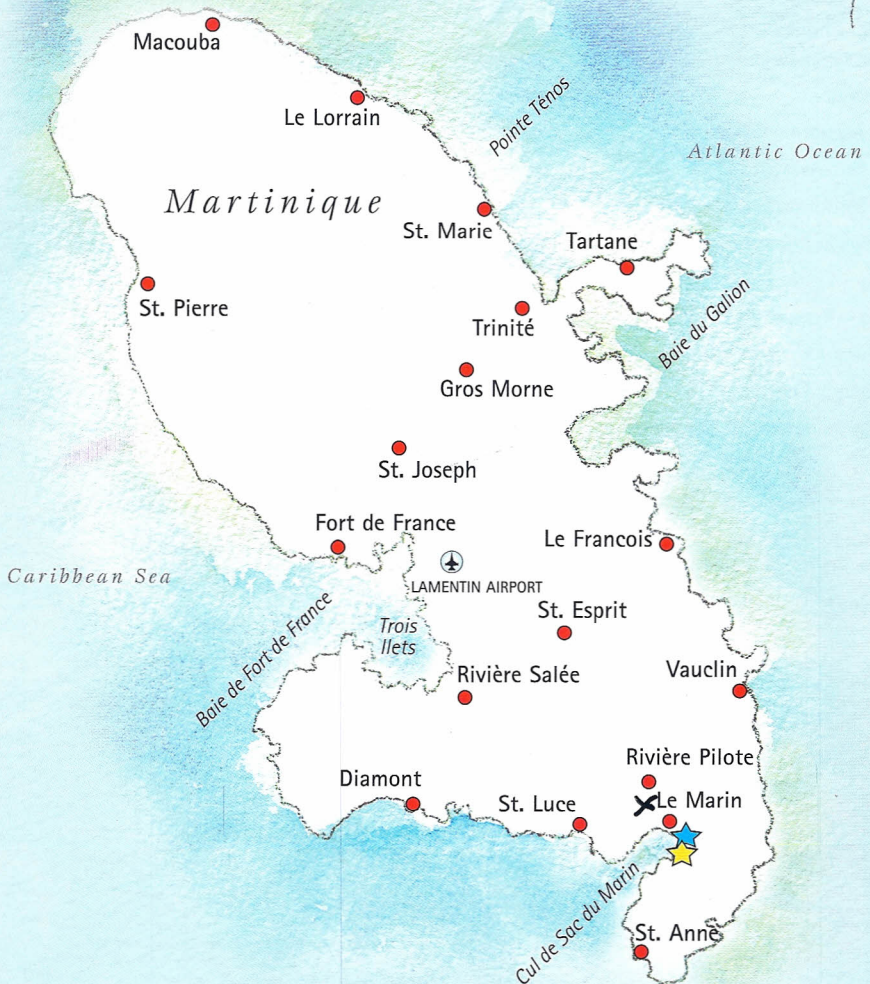 Macouba
Le Lorrain
Pointe Ténos
Atlantic Ocean
Martinique
St. Marie
Tartane
St. Pierre
Trinité
Baie du Galion
Gros Morne
St. Joseph
Fort de France
Le Francois
Caribbean Sea
LAMENTIN AIRPORT
St. Esprit
Baie de Fort de France
Trois
Ilets
Rivière Salée
Vauclin
Rivière Pilote
Diamont
St. Luce
Le Marin
Cul de Sac du Marin
St. Anne